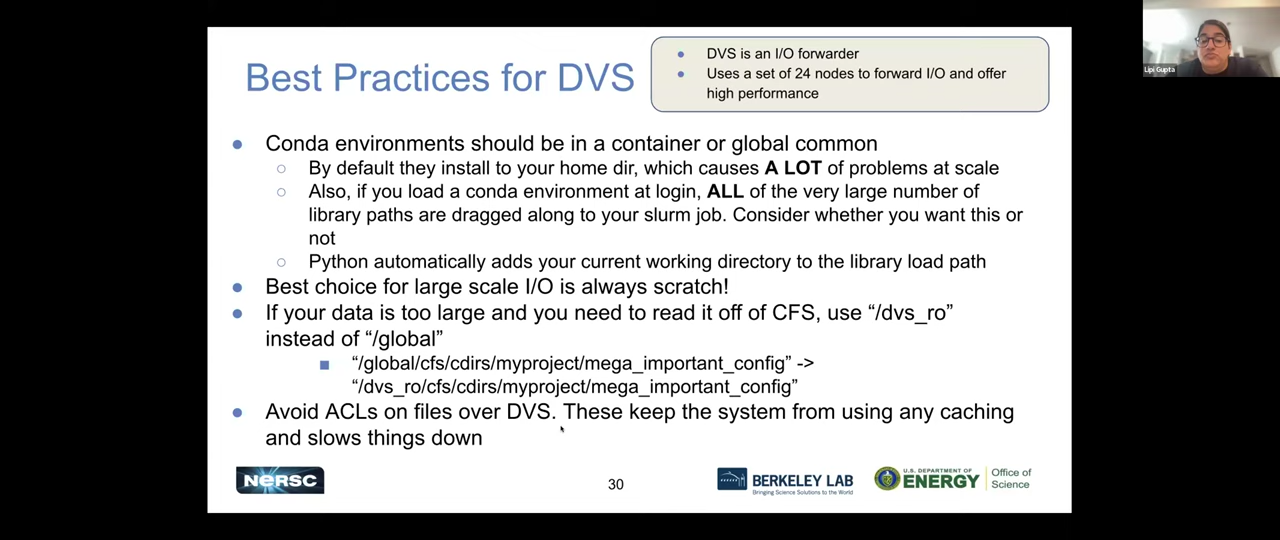 Best Practices for DVS
● DVS is an I/O forwarder
● Uses a set of 24 nodes to forward I/O and offer
high performance
Lipi Gupta
● Conda environments should be in a container or global common
○ By default they install to your home dir, which causes A LOT of problems at scale
○ Also, if you load a conda environment at login, ALL of the very large number of
library paths are dragged along to your slurm job. Consider whether you want this or
not
○ Python automatically adds your current working directory to the library load path
● Best choice for large scale I/O is always scratch!
● If your data is too large and you need to read it off of CFS, use “/dvs_ro”
instead of “/global”
■ “/global/cfs/cdirs/myproject/mega_important_config” ->
“/dvs_ro/cfs/cdirs/myproject/mega_important_config”
● Avoid ACLs on files over DVS. These keep the system from using any caching
and slows things down
NERSC
30
BERKELEY LAB
Bringing Science Solutions to the World
U.S. DEPARTMENT OF
ENERGY
Office of
Science